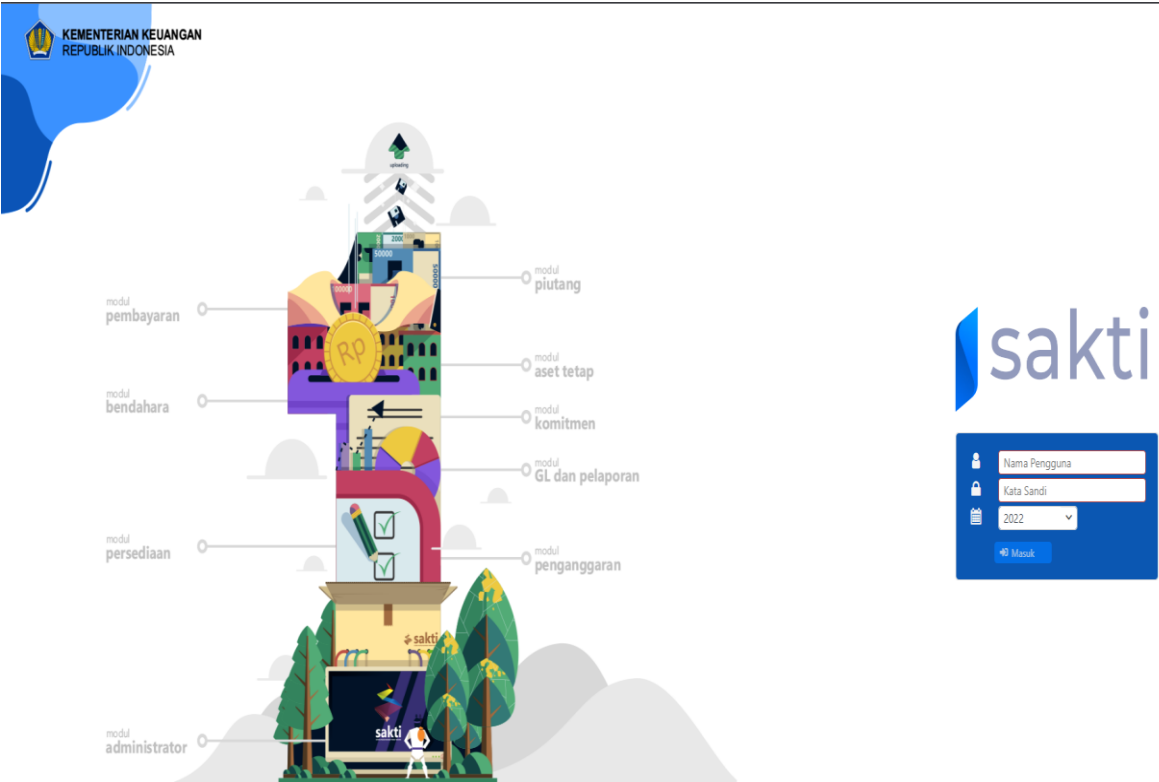 KEMENTERIAN KEUANGAN
REPUBLIK INDONESIA
uploading
2000
50000
50000
modul
piutang
modul
pembayaran
Rp
modul
aset tetap
modul
bendahara
modul
komitmen
modul
GL dan pelaporan
modul
persediaan
modul
penganggaran
sakti
sakti
modul
administrator
sakti
Nama Pengguna
Kata Sandi
2022
Masuk